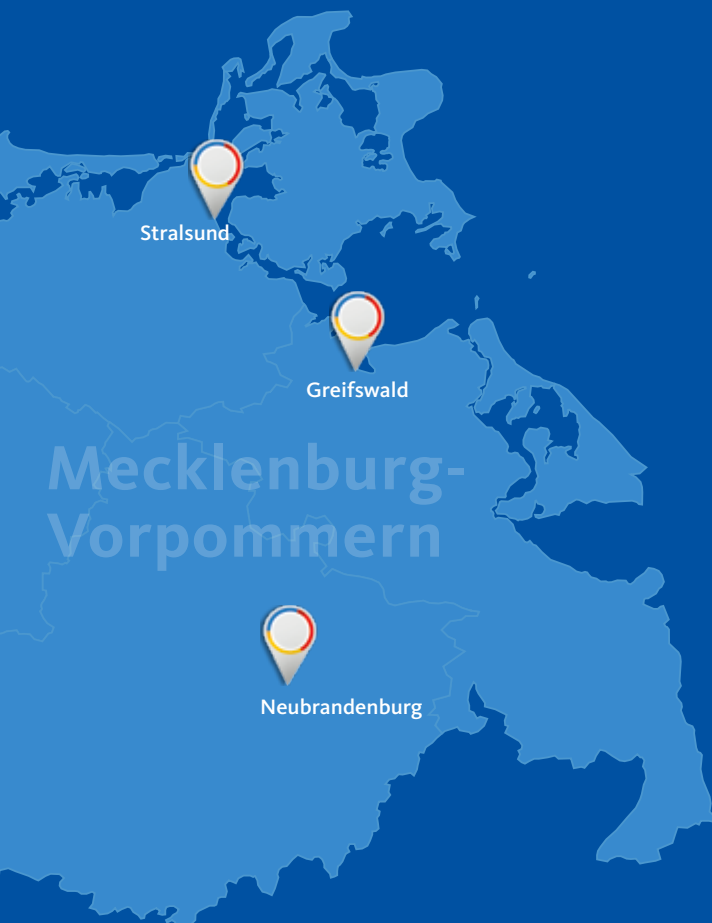 Stralsund
Greifswald
Mecklenburg-
Vorpommern
Neubrandenburg